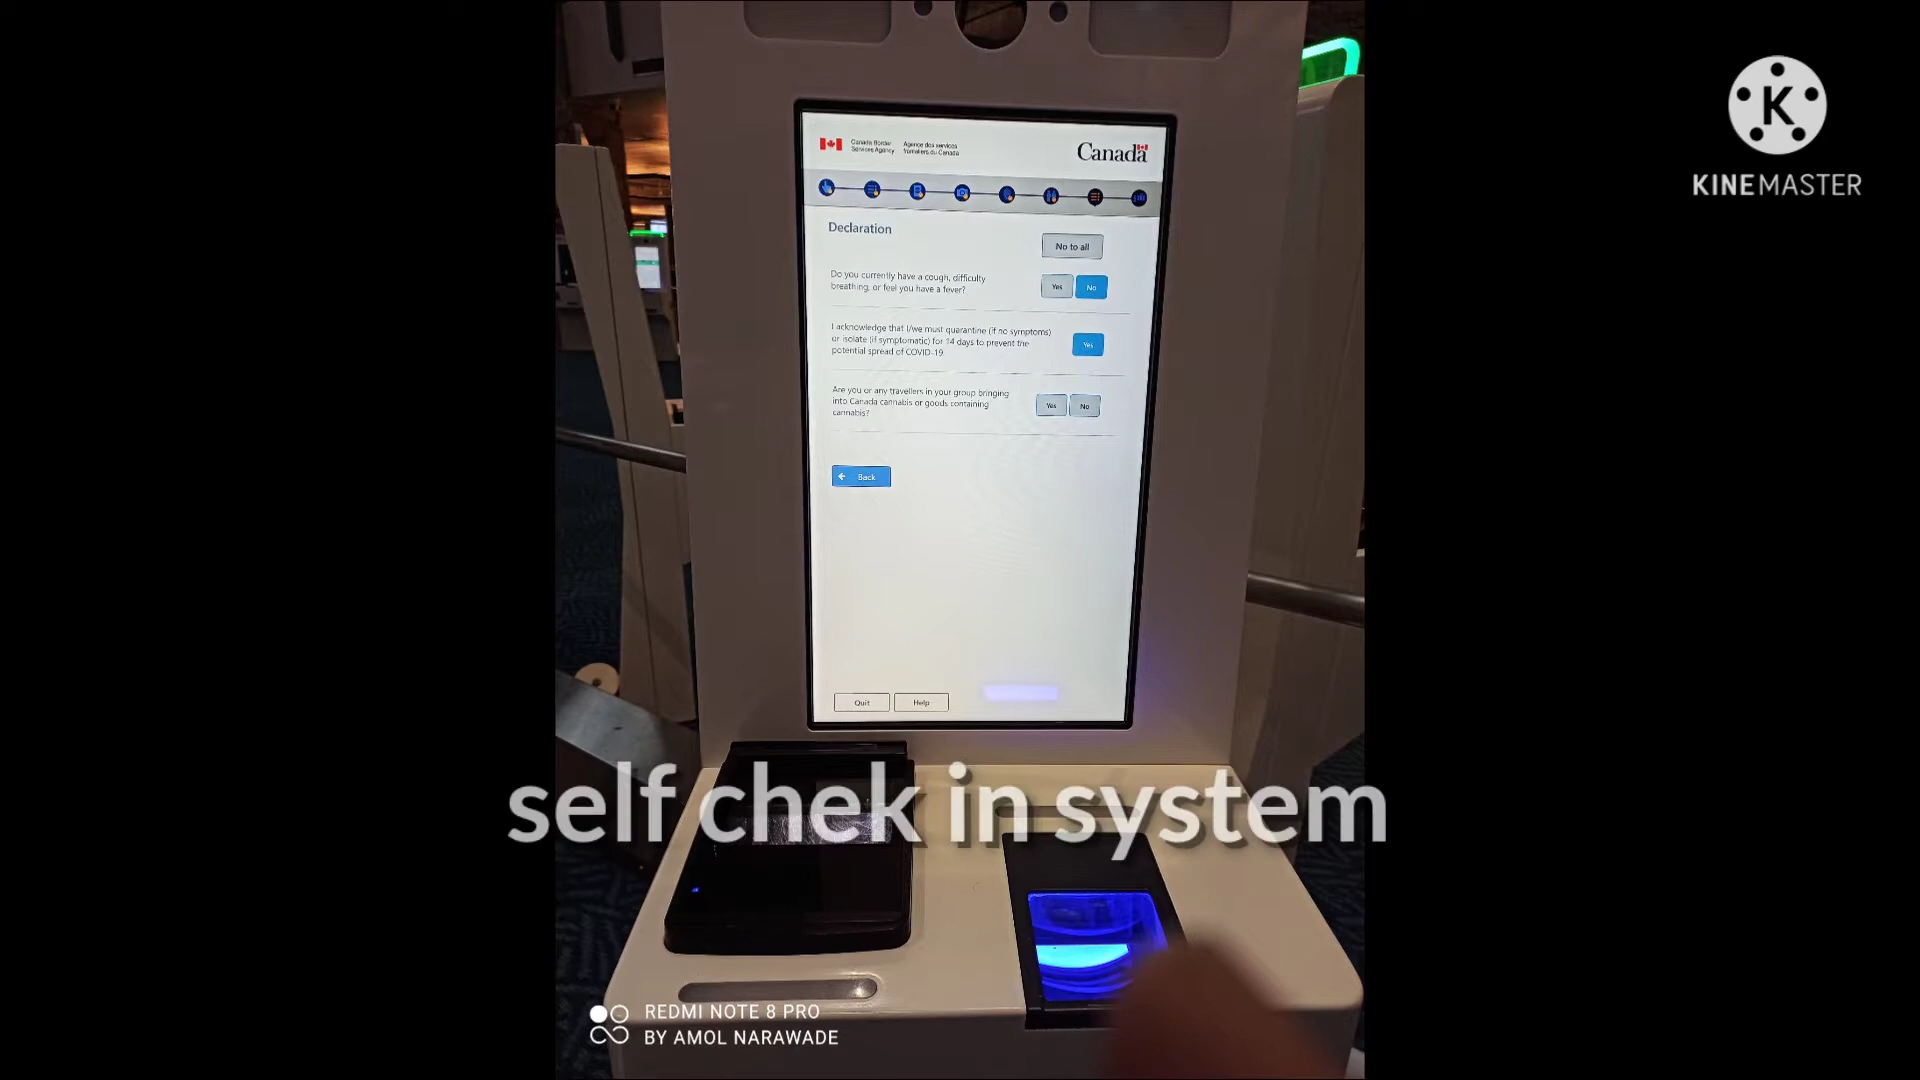 Canada Border
Services Agency
Agence des services
frontaliers du Canada
Canada
Declaration
No to all
Do you currently have a cough, difficulty
breathing, or feel you have a fever?
Yes
No
I acknowledge that I/we must quarantine (if no symptoms)
or isolate (if symptomatic) for 14 days to prevent the
potential spread of COVID-19
Yes
Are you or any travellers in your group bringing
into Canada cannabis or goods containing
cannabis?
Yes
No
Back
Quit
Help
self chek in system
REDMI NOTE 8 PRO
BY AMOL NARAWADE
K
KINEMASTER